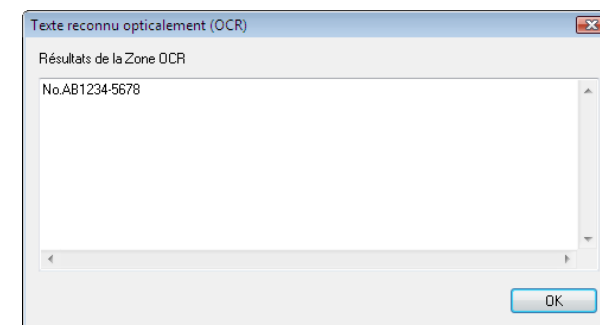 Texte reconnu opticalement (OCR)
Résultats de la Zone OCR
No.AB1234-5678
OK